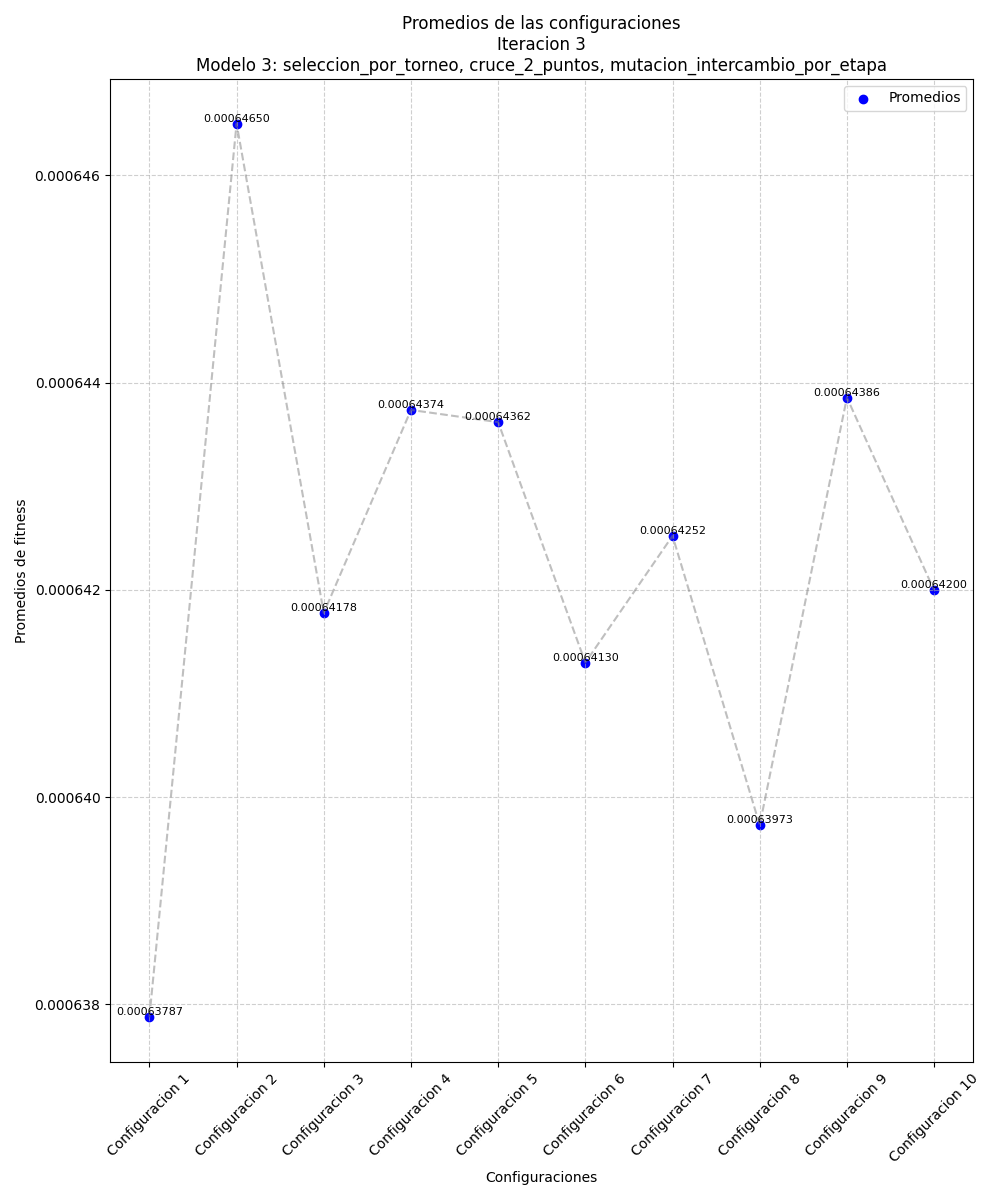 Promedios de las configuraciones
Iteracion 3
Modelo 3: seleccion_por_torneo, cruce_2_puntos, mutacion_intercambio_por_etapa
Promedios
0.00064650
0.000646
0.000644
0.00064386
0.00064374
0.00064362
0.00064252
0.000642
0.00064200
0.00064178
0.00064130
0.000640
0.00063973
0.000638
0.00063787
Promedios de fitness
Configuracion 1
Configuracion 2
Configuracion 3
Configuracion 4
Configuracion 5
Configuracion 6
Configuracion 7
Configuracion 8
Configuracion 9
Configuracion 10
Configuraciones